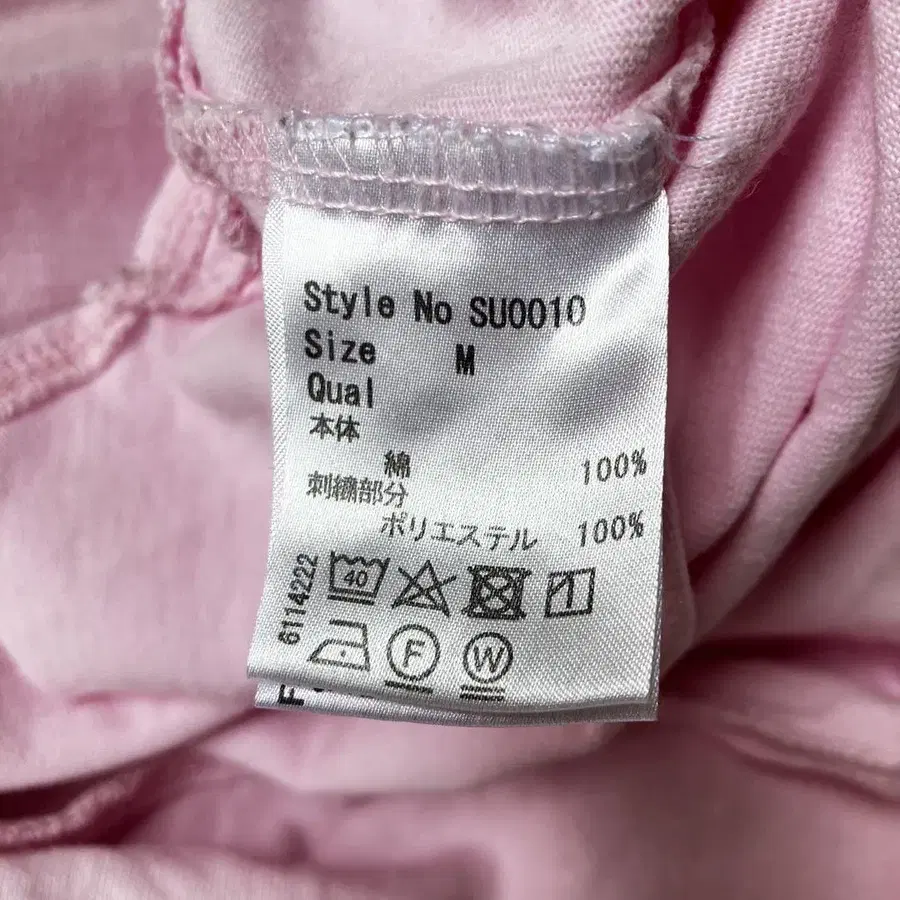 Style No SU0010
Size M
Qual
本体
綿 100%
刺繍部分
ポリエステル 100%
6114222
40
F W
F